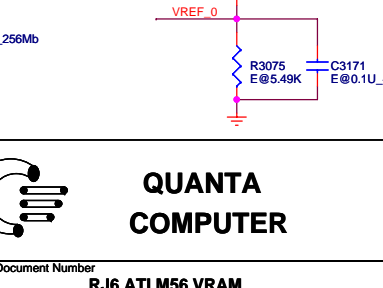 VREF_0
_256Mb
R3075
E@5.49K
C3171
E@0.1U_
QUANTA
COMPUTER
Document Number
RJ6 ATI M56 VRAM